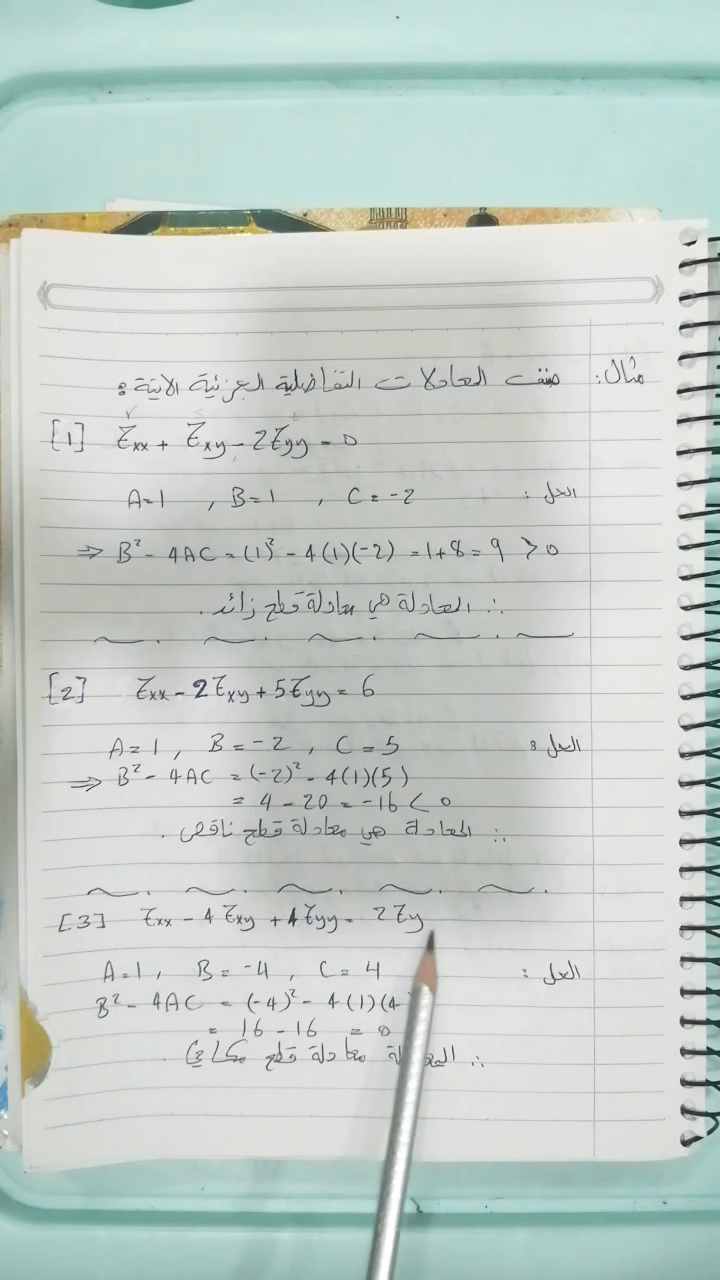 مثال: صنف المعادلات التفاضلية الجزئية الاتية:
[1] Zxx + Zxy - 2Zyy = 0
الحل: A=1 , B=1 , C=-2
⇒ B² - 4AC = (1)² - 4(1)(-2) = 1+8 = 9 > 0
∴ المعادلة هي معادلة قطع زائد.
[2] Zxx - 2Zxy + 5Zyy = 6
الحل: A=1 , B=-2 , C=5
⇒ B² - 4AC = (-2)² - 4(1)(5)
= 4 - 20 = -16 < 0
∴ المعادلة هي معادلة قطع ناقص.
[3] Zxx - 4Zxy + 4Zyy = 2Zy
الحل: A=1, B=-4, C=4
B² - 4AC = (-4)² - 4(1)(4
= 16 - 16 = 0
∴ معادلة قطع مكافئ.